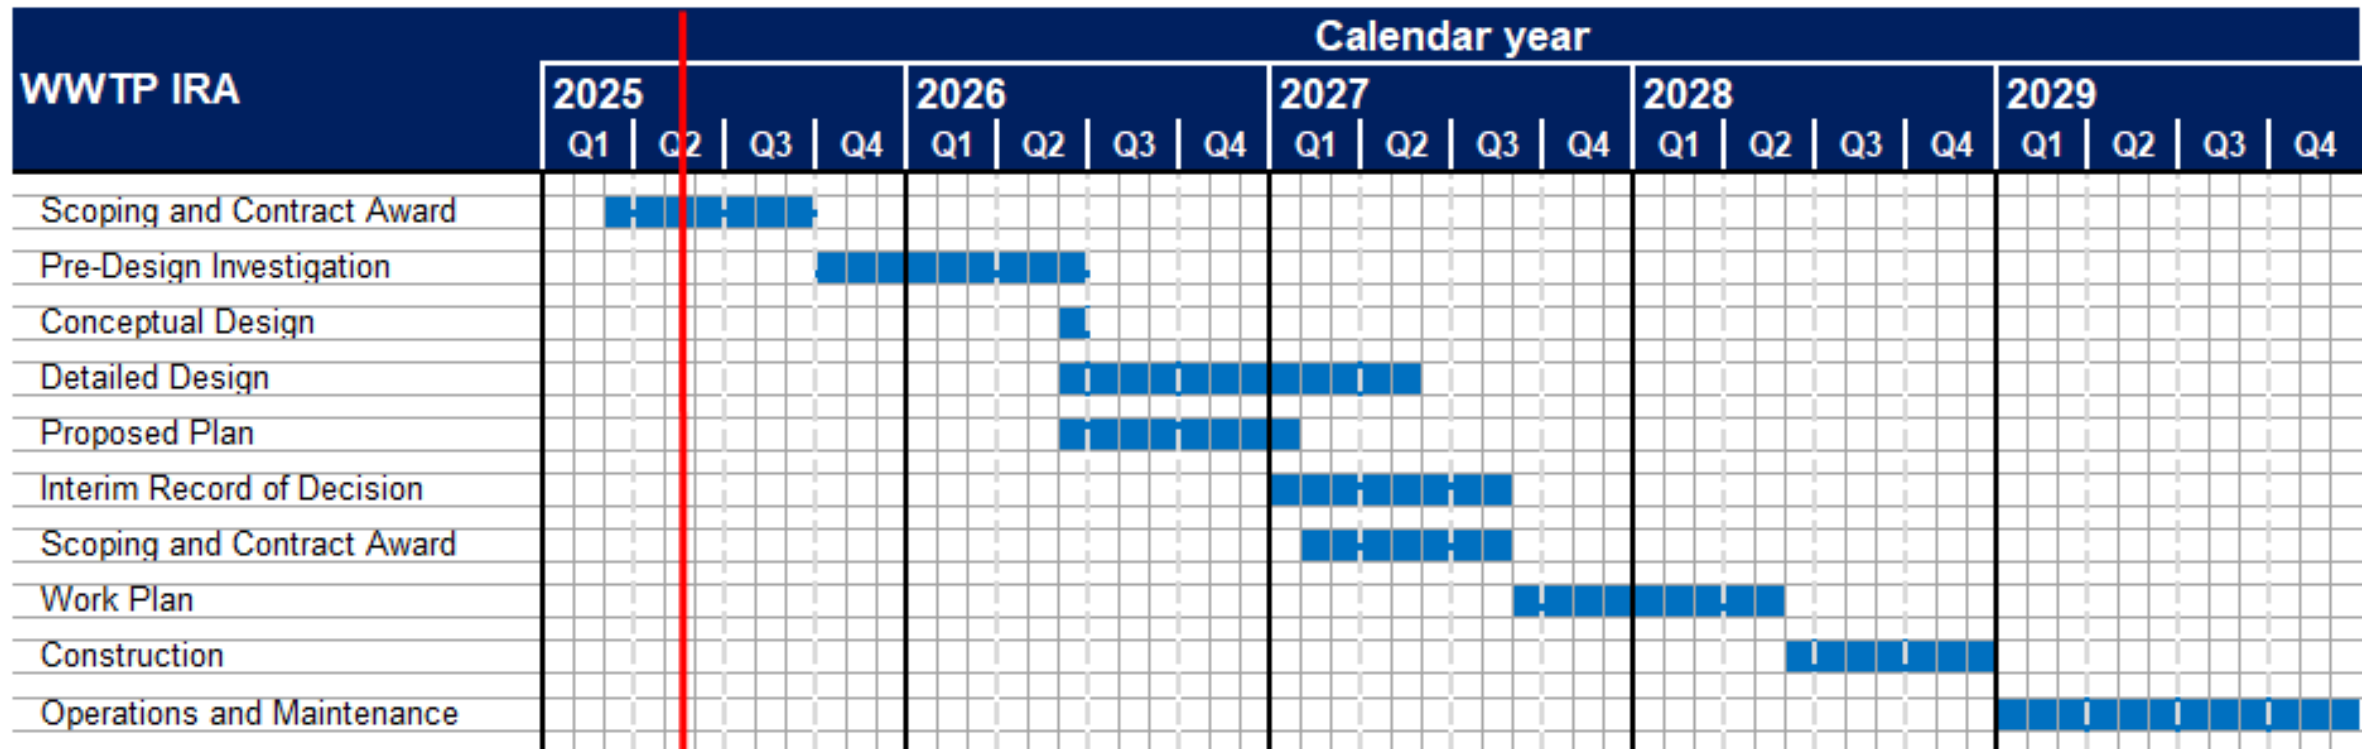 Calendar year
WWTP IRA
2025 2026 2027 2028 2029
Q1 Q2 Q3 Q4 Q1 Q2 Q3 Q4 Q1 Q2 Q3 Q4 Q1 Q2 Q3 Q4 Q1 Q2 Q3 Q4
Scoping and Contract Award
Pre-Design Investigation
Conceptual Design
Detailed Design
Proposed Plan
Interim Record of Decision
Scoping and Contract Award
Work Plan
Construction
Operations and Maintenance